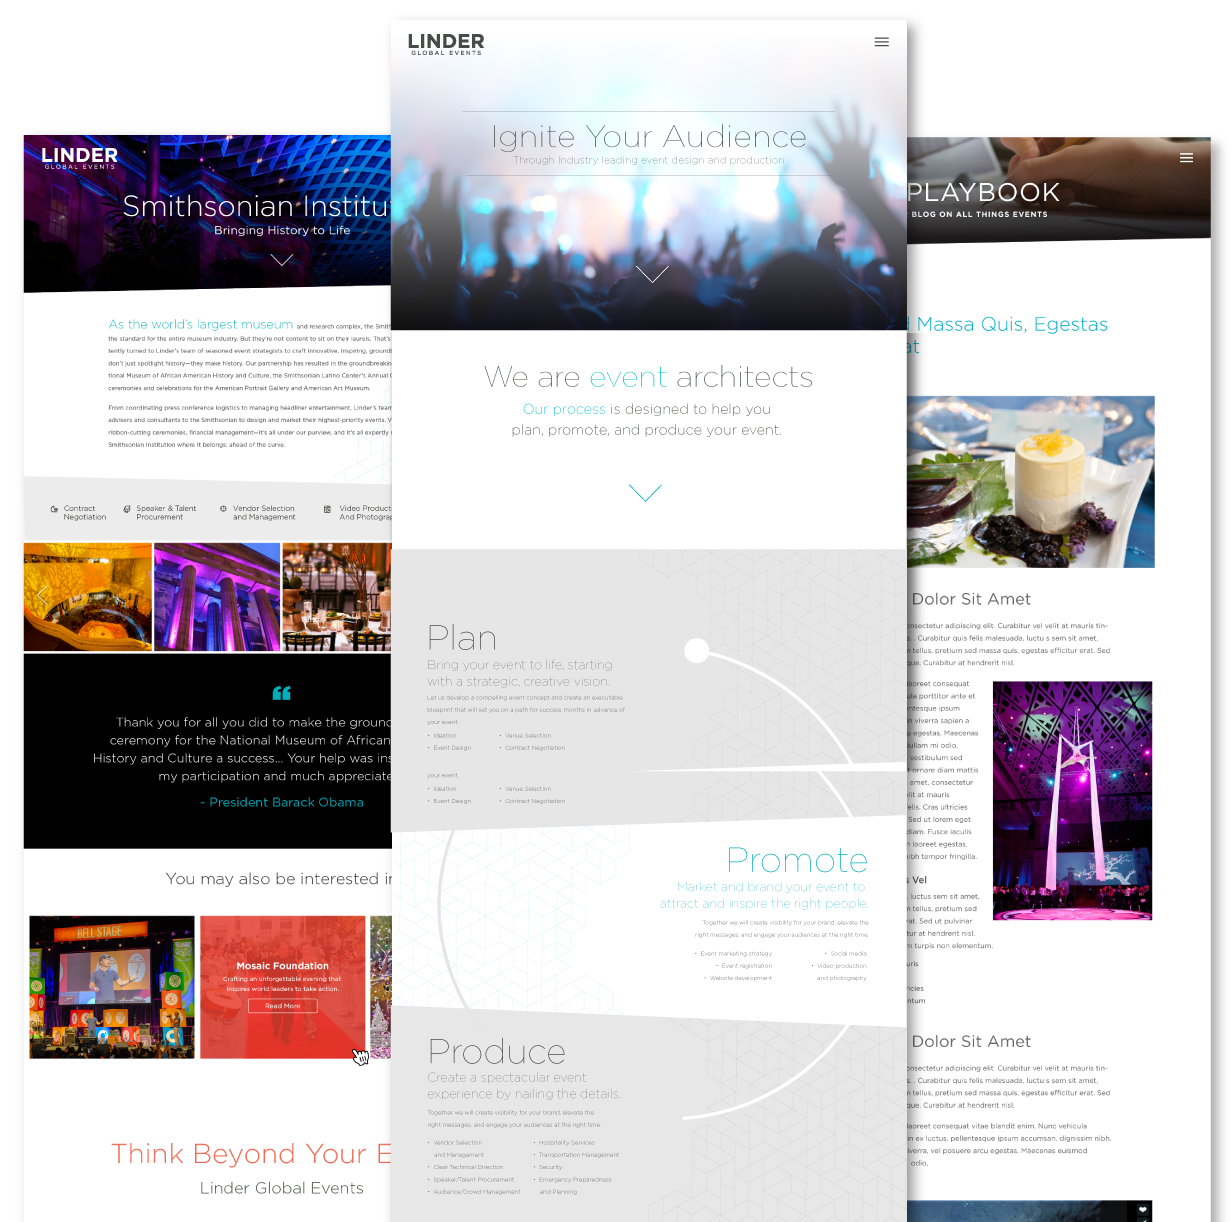 LINDER
GLOBAL EVENTS
Smithsonian Institu
Bringing History to Life
As the world's largest museum and research complex, the Smit
the standard for the entire museum industry. But they're not content to sit on their laurels. That's
tently turned to Linder's team of seasoned event strategists to craft innovative, inspiring, ground
don't just spotlight history—they make history. Our partnership has resulted in the groundbreakin
tional Museum of African American History and Culture, the Smithsonian Latino Center's Annual
ceremonies and celebrations for the American Portrait Gallery and American Art Museum.
From coordinating press conference logistics to managing headliner entertainment, Linder's team
advisers and consultants to the Smithsonian to design and market their highest-priority events. V
ribbon-cutting ceremonies, financial management—it's all under our purview, and it's all expertly
Smithsonian Institution where it belongs: ahead of the curve.
Contract
Negotiation
Speaker & Talent
Procurement
Vendor Selection
and Management
Video Product
And Photograp
Thank you for all you did to make the ground
ceremony for the National Museum of African
History and Culture a success... Your help was ins
my participation and much appreciate
- President Barack Obama
You may also be interested in
BELL STAGE
Mosaic Foundation
Crafting an unforgettable evening that
inspires world leaders to take action.
Read More
Think Beyond Your E
Linder Global Events
LINDER
GLOBAL EVENTS
Ignite Your Audience
Through Industry leading event design and production
We are event architects
Our process is designed to help you
plan, promote, and produce your event.
Plan
Bring your event to life, starting
with a strategic, creative vision.
Let us develop a compelling event concept and create an executable
blueprint that will set you on a path for success months in advance of
your event.
• Ideation • Venue Selection
• Event Design • Contract Negotiation
your event.
• Ideation • Venue Selection
• Event Design • Contract Negotiation
Promote
Market and brand your event to
attract and inspire the right people.
Together we will create visibility for your brand, elevate the
right messages, and engage your audiences at the right time.
• Event marketing strategy • Social media
• Event registration • Video production
• Website development and photography
Produce
Create a spectacular event
experience by nailing the details.
Together we will create visibility for your brand, elevate the
right messages, and engage your audiences at the right time.
• Vendor Selection • Hospitality Services
and Management • Transportation Management
• Clear Technical Direction • Security
• Speaker/Talent Procurement • Emergency Preparedness
• Audience/Crowd Management and Planning
PLAYBOOK
BLOG ON ALL THINGS EVENTS
Massa Quis, Egestas
at
Dolor Sit Amet
nsectetur adipiscing elit. Curabitur vel velit at mauris tin-
s. . Curabitur quis felis malesuada, luctu s sem sit amet,
n tellus, pretium sed massa quis, egestas efficitur erat. Sed
que. Curabitur at hendrerit nisl.
laoreet consequat
da porttitor ante et
entesque ipsum
n viverra sapien a
u egestas. Maecenas
ullam mi odio,
vestibulum sed
t ornare diam mattis
amet, consectetur
lit at mauris
elis. Cras ultricies
Sed ut lorem eget
diam. Fusce iaculis
n laoreet egestas.
ibh tempor fringilla.
s Vel
, luctus sem sit amet,
n tellus, pretium sed
rat. Sed ut pulvinar
tur at hendrerit nisl.
m turpis non elementum.
uris
ricies
entum
Dolor Sit Amet
nsectetur adipiscing elit. Curabitur vel velit at mauris tin-
s. . Curabitur quis felis malesuada, luctu s sem sit amet,
n tellus, pretium sed massa quis, egestas efficitur erat. Sed
que. Curabitur at hendrerit nisl.
laoreet consequat vitae blandit enim. Nunc vehicula
n ex luctus, pellentesque ipsum accumsan, dignissim nibh.
iverra, vel posuere arcu egestas. Maecenas euismod
odio,